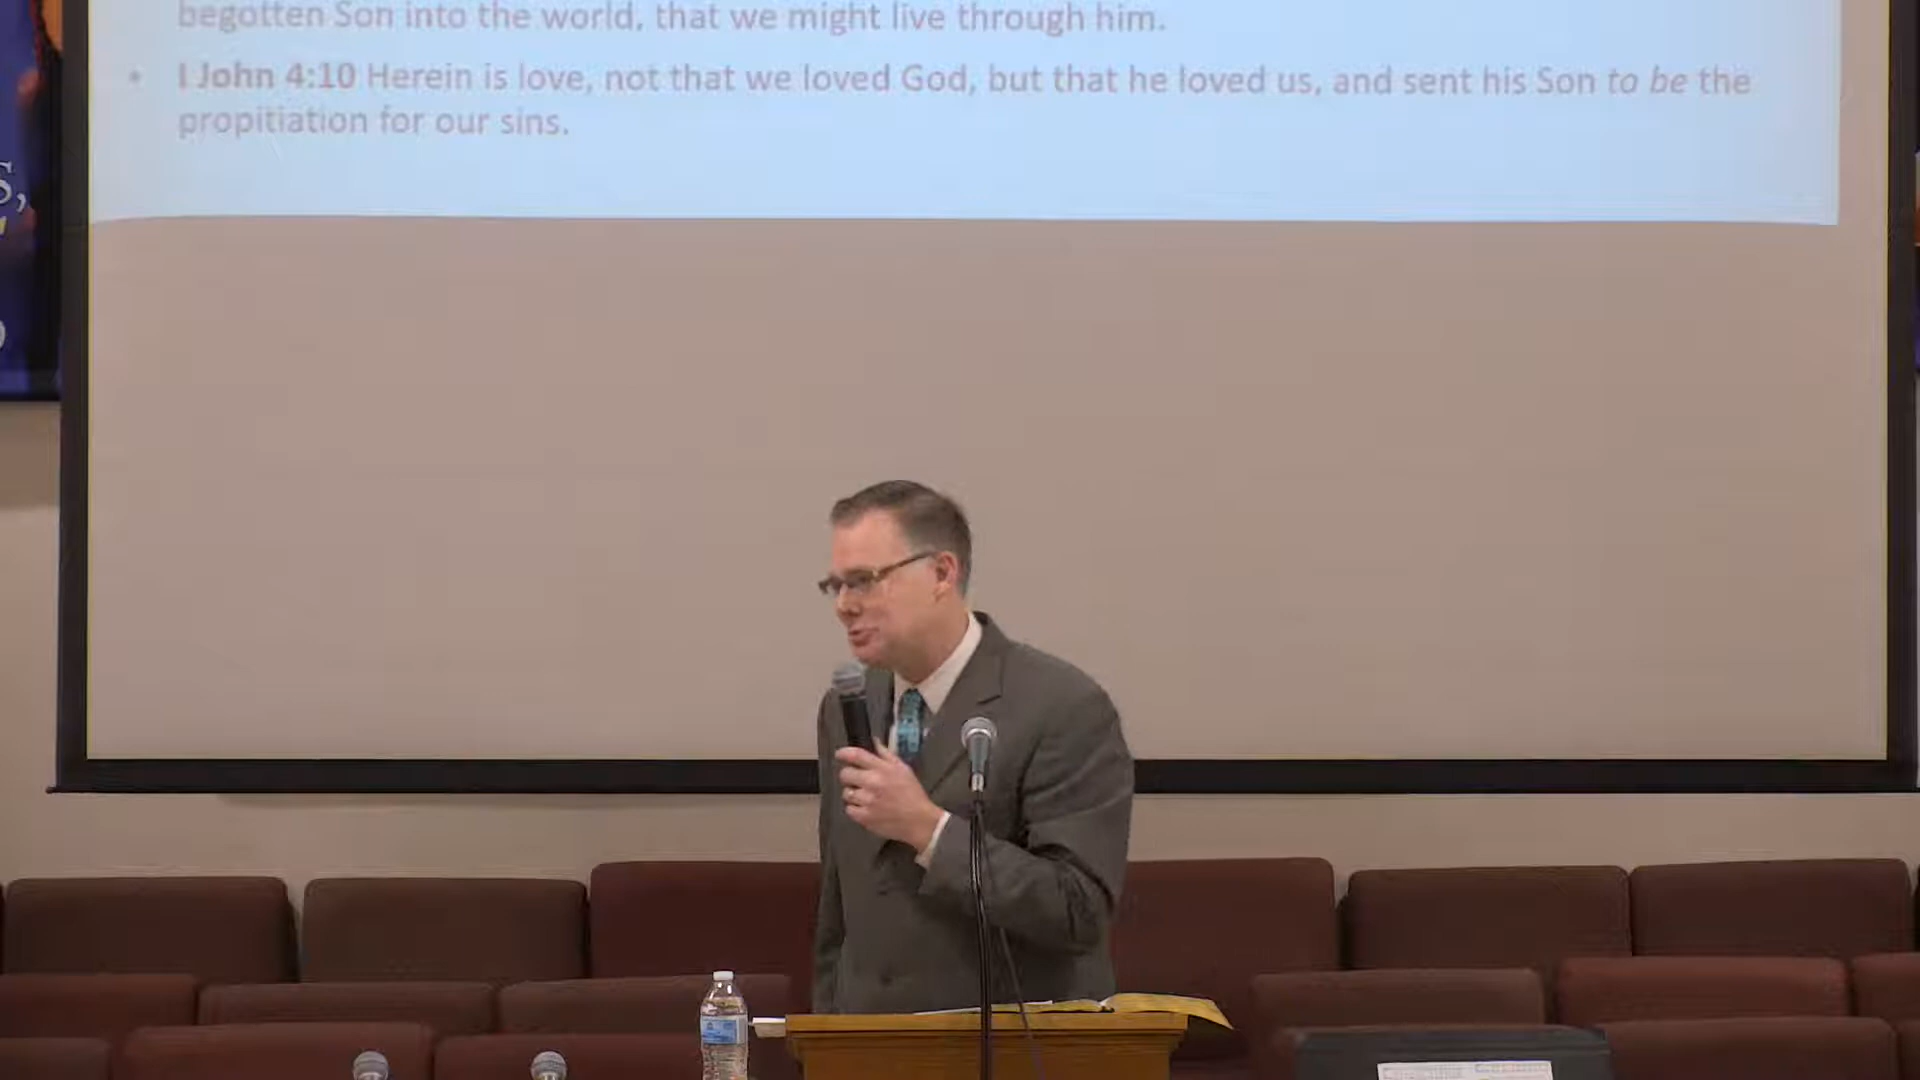 begotten Son into the world, that we might live through him.
• I John 4:10 Herein is love, not that we loved God, but that he loved us, and sent his Son to be the
propitiation for our sins.
s,